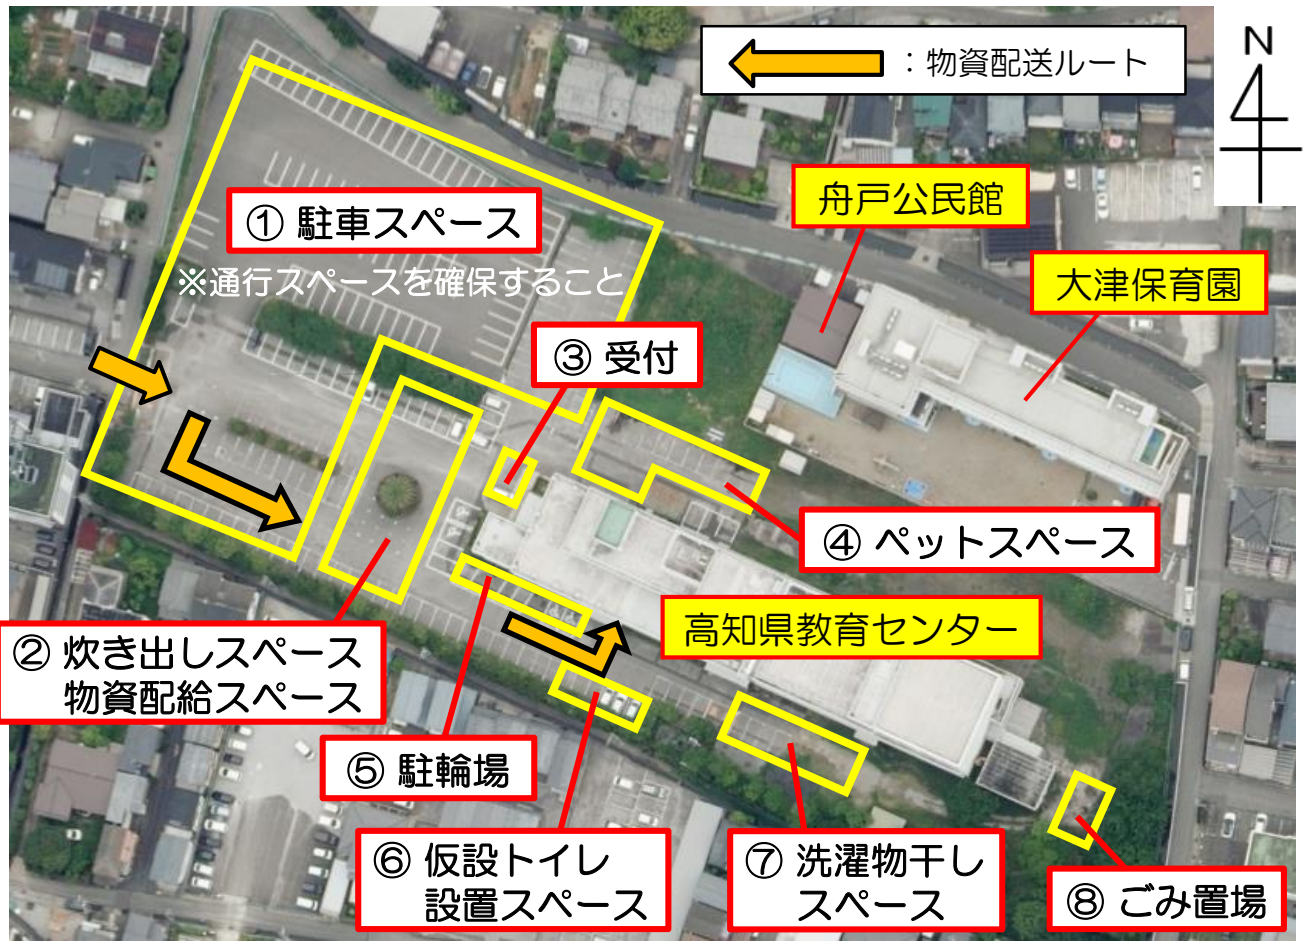 ：物資配送ルート
N
舟戸公民館
① 駐車スペース
※通行スペースを確保すること
大津保育園
③ 受付
④ ペットスペース
高知県教育センター
② 炊き出しスペース
物資配給スペース
⑤ 駐輪場
⑥ 仮設トイレ
設置スペース
⑦ 洗濯物干し
スペース
⑧ ごみ置場